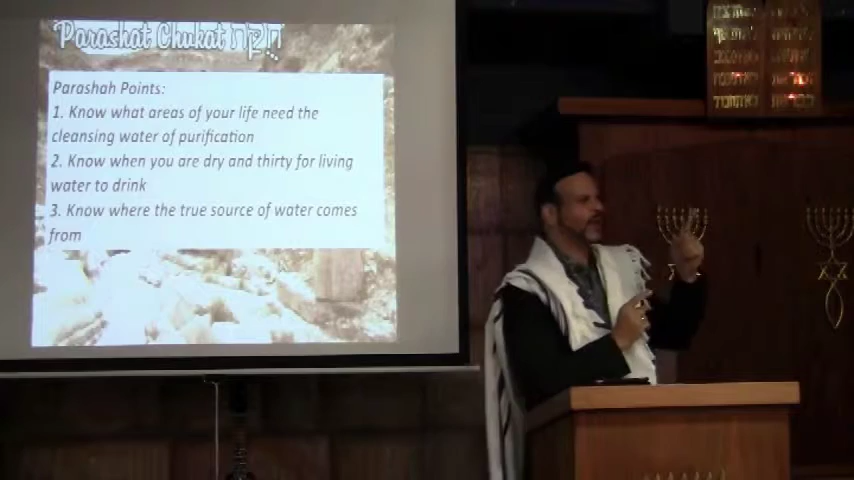 Parashat Chukat חֻקַּת
Parashah Points:
1. Know what areas of your life need the
cleansing water of purification
2. Know when you are dry and thirty for living
water to drink
3. Know where the true source of water comes
from